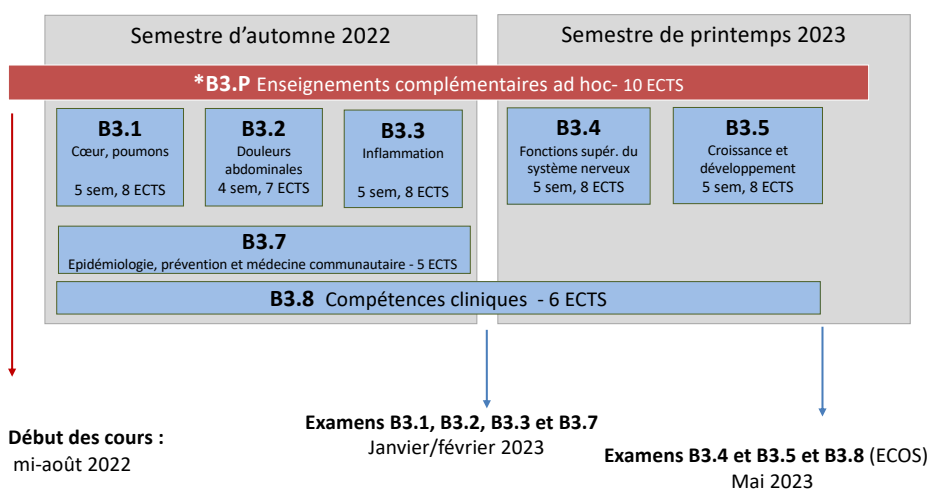 Semestre d'automne 2022
Semestre de printemps 2023
*B3.P Enseignements complémentaires ad hoc- 10 ECTS
B3.1
Cœur, poumons
5 sem, 8 ECTS
B3.2
Douleurs
abdominales
4 sem, 7 ECTS
B3.3
Inflammation
5 sem, 8 ECTS
B3.4
Fonctions supér. du
système nerveux
5 sem, 8 ECTS
B3.5
Croissance et
développement
5 sem, 8 ECTS
B3.7
Epidémiologie, prévention et médecine communautaire - 5 ECTS
B3.8 Compétences cliniques - 6 ECTS
Début des cours :
mi-août 2022
Examens B3.1, B3.2, B3.3 et B3.7
Janvier/février 2023
Examens B3.4 et B3.5 et B3.8 (ECOS)
Mai 2023